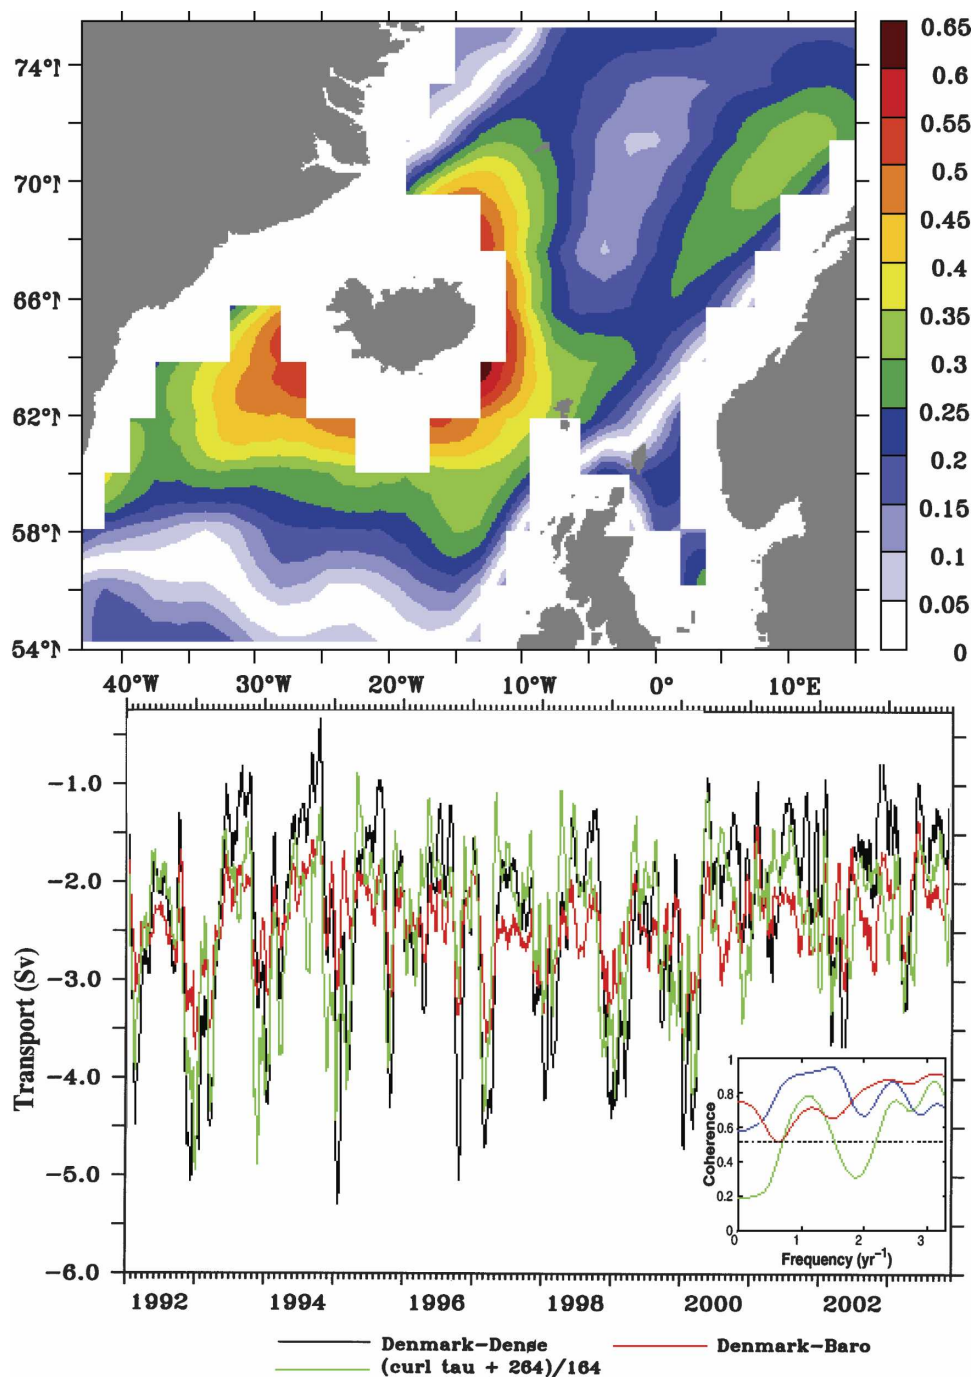 0.65
74°N
0.6
0.55
70°N
0.5
0.45
66°N
0.4
0.35
62°N
0.3
0.25
58°N
0.2
0.15
0.1
0.05
54°N
0
40°W 30°W 20°W 10°W 0° 10°E
Transport (Sv)
-1.0
-2.0
-3.0
-4.0
-5.0
-6.0
Coherence
1
0.8
0.6
0.4
0.2
0
0 1 2 3
Frequency (yr⁻¹)
1992 1994 1996 1998 2000 2002
Denmark-Dense Denmark-Baro
(curl tau + 264)/164